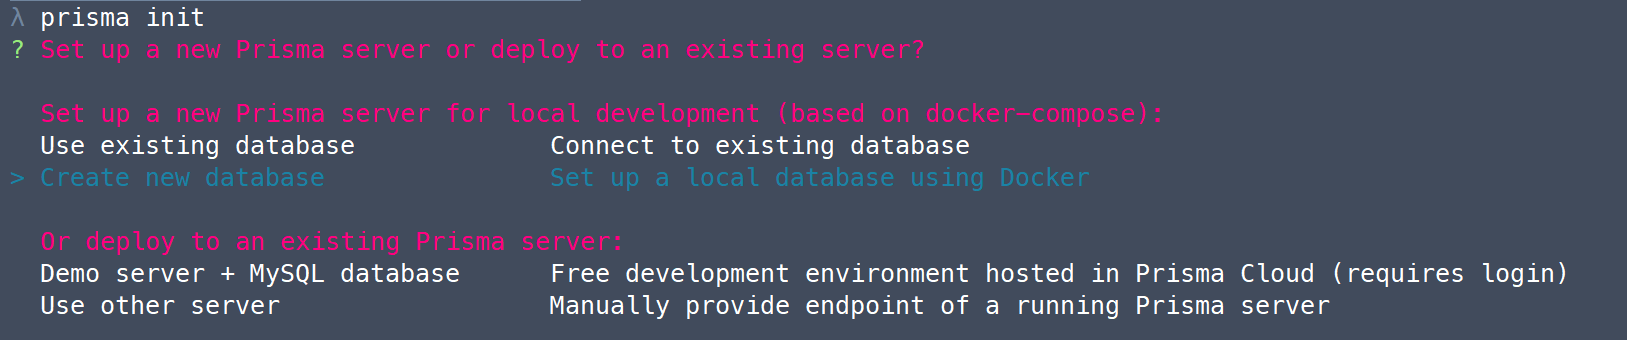 λ prisma init
? Set up a new Prisma server or deploy to an existing server?
Set up a new Prisma server for local development (based on docker-compose):
Use existing database Connect to existing database
> Create new database Set up a local database using Docker
Or deploy to an existing Prisma server:
Demo server + MySQL database Free development environment hosted in Prisma Cloud (requires login)
Use other server Manually provide endpoint of a running Prisma server